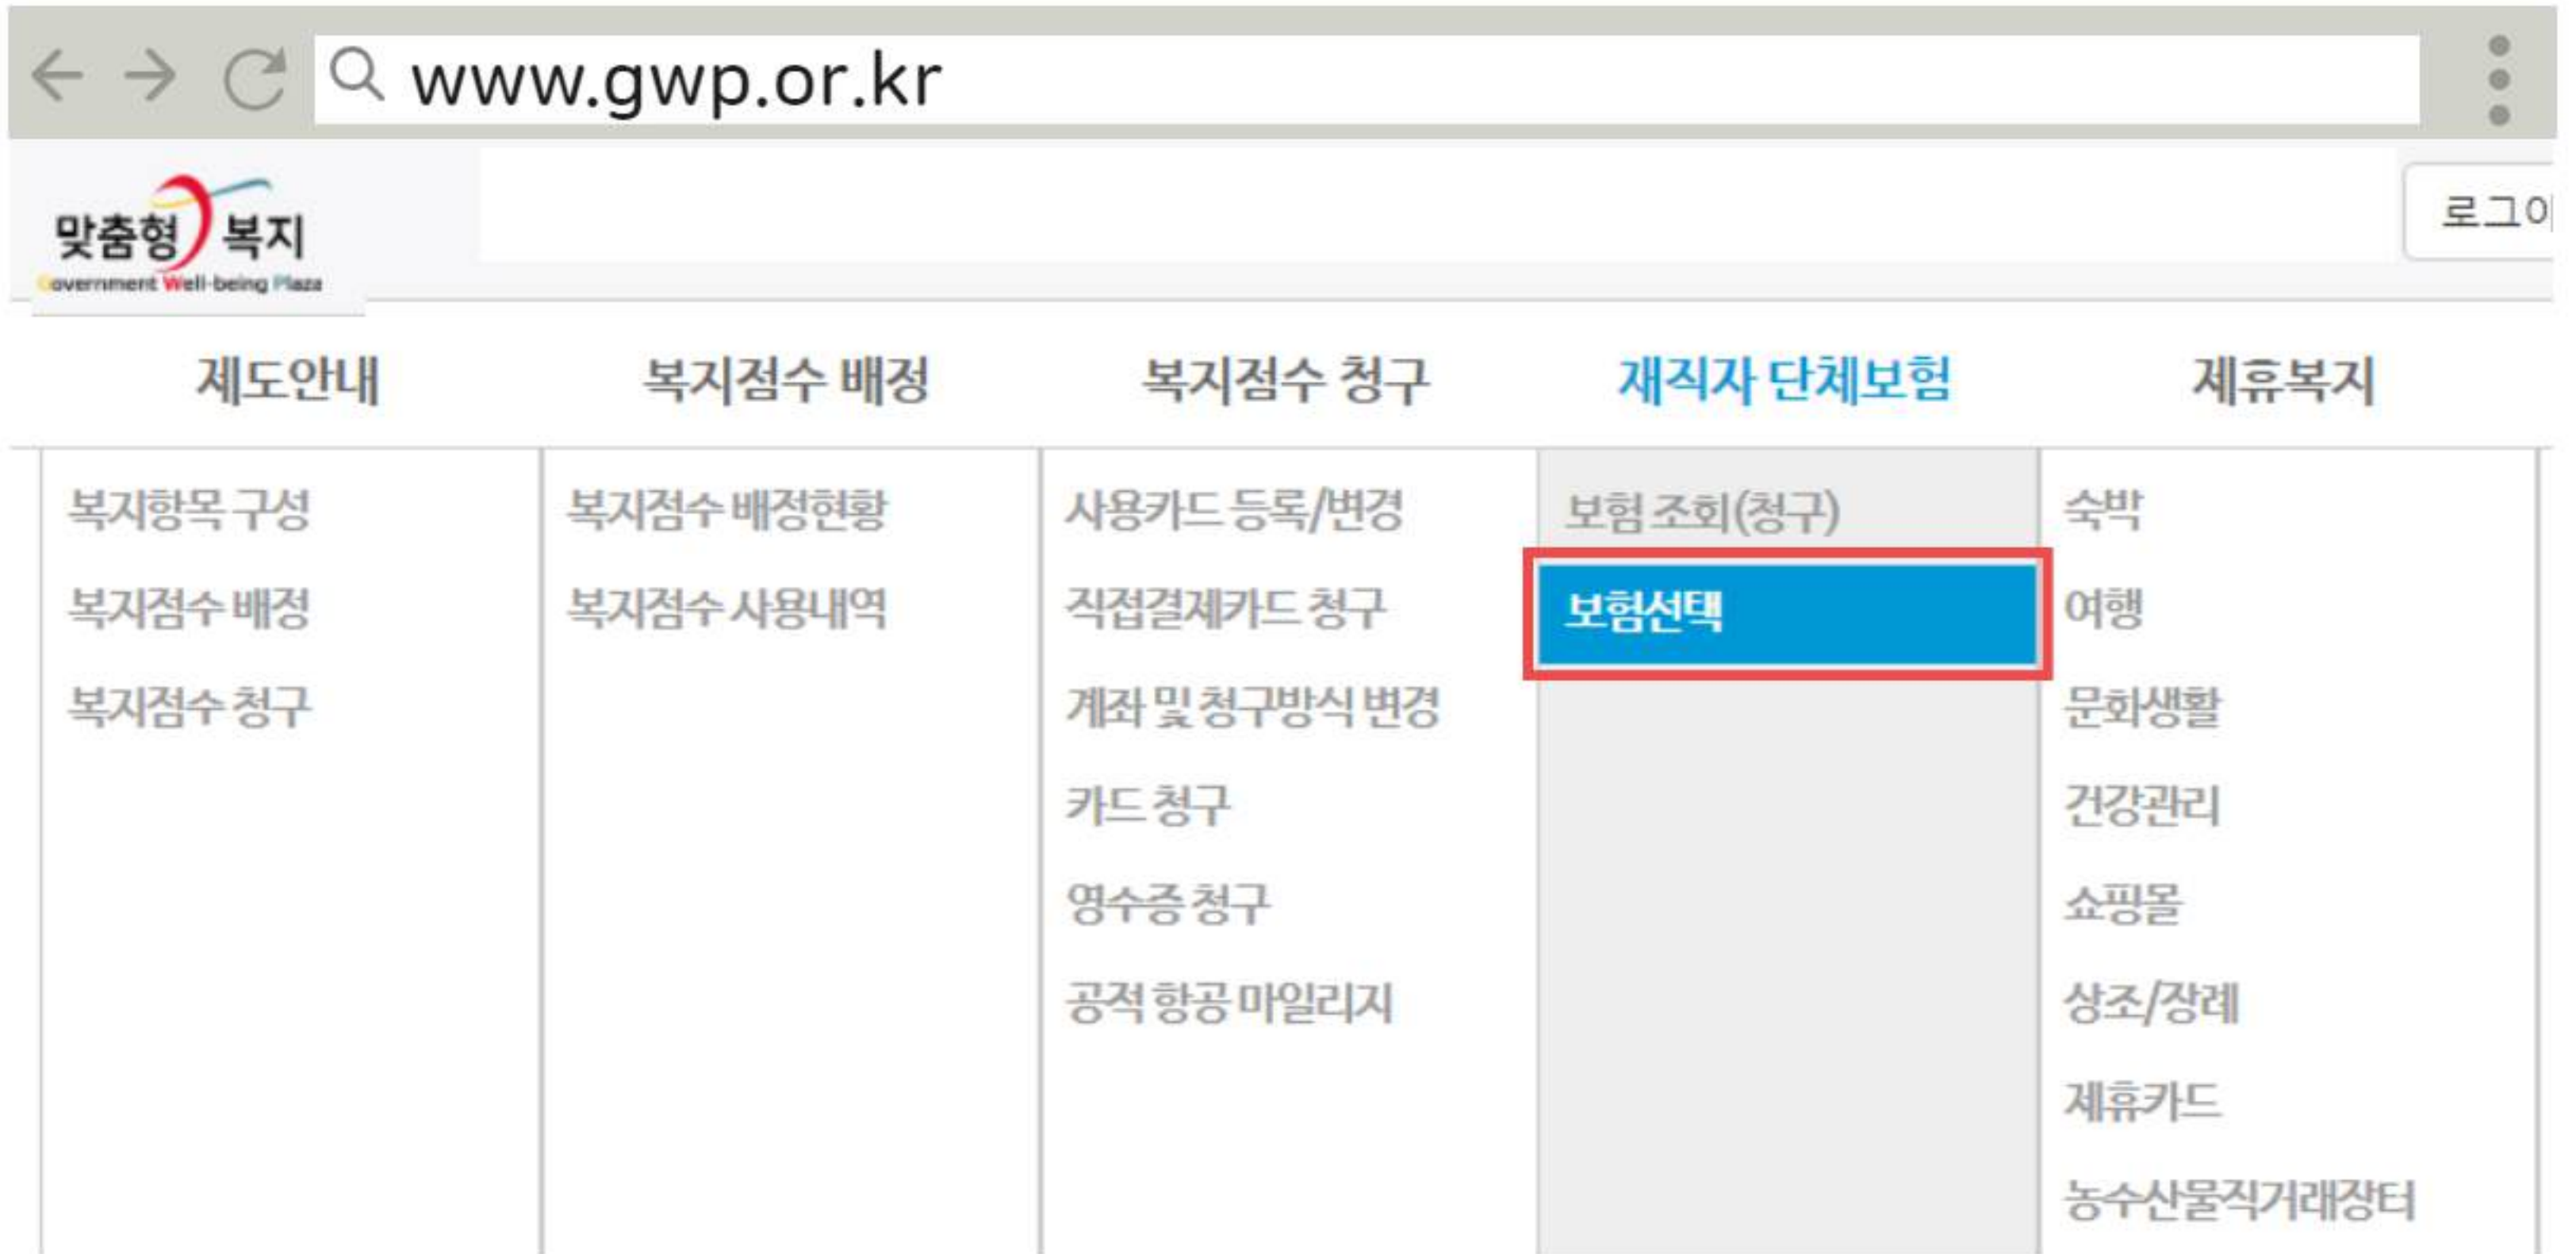 www.gwp.or.kr
맞춤형 복지
Government Well-being Plaza
제도안내 복지점수 배정 복지점수 청구 재직자 단체보험 제휴복지
복지항목 구성 복지점수 배정현황 사용카드 등록/변경 보험 조회(청구) 숙박
복지점수 배정 복지점수 사용내역 직접결제카드 청구 보험선택 여행
복지점수 청구 계좌 및 청구방식 변경 문화생활
카드 청구 건강관리
영수증 청구 쇼핑몰
공적 항공 마일리지 상조/장례
제휴카드
농수산물직거래장터